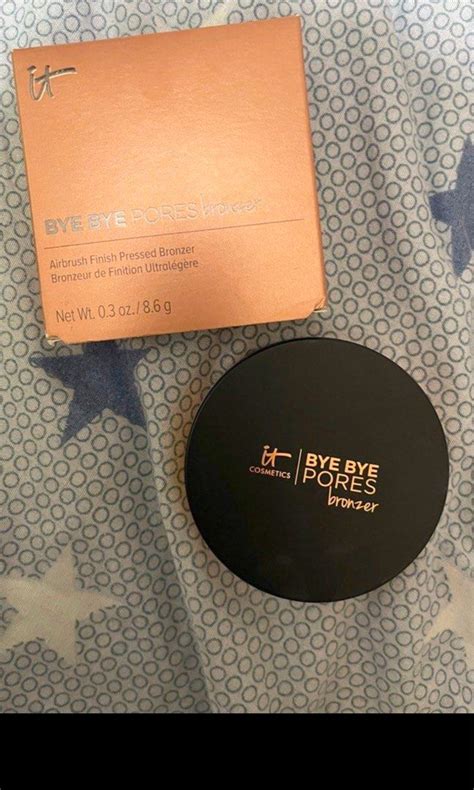 it
BYE BYE PORES bronzer
Airbrush Finish Pressed Bronzer
Bronzeur de Finition Ultralégère
Net Wt. 0.3 oz./8.6 g
it
COSMETICS
BYE BYE
PORES
bronzer